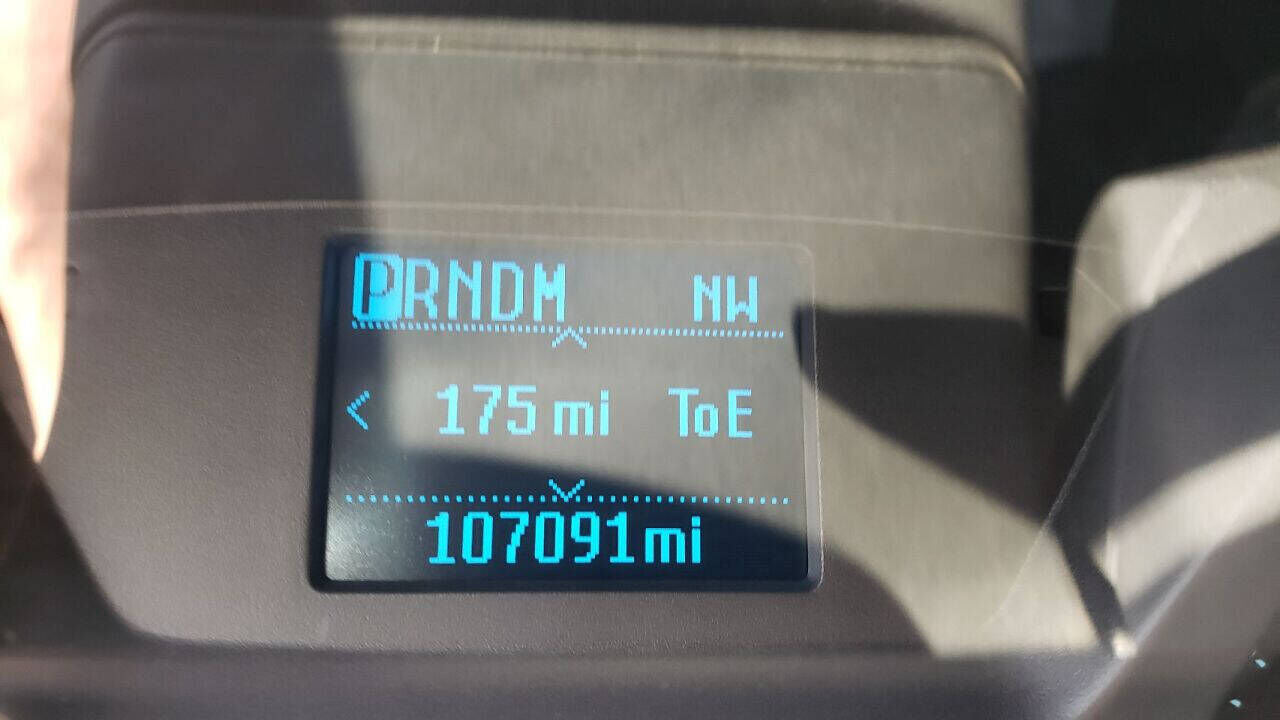 PRNDM NW
< 175 mi ToE
107091mi